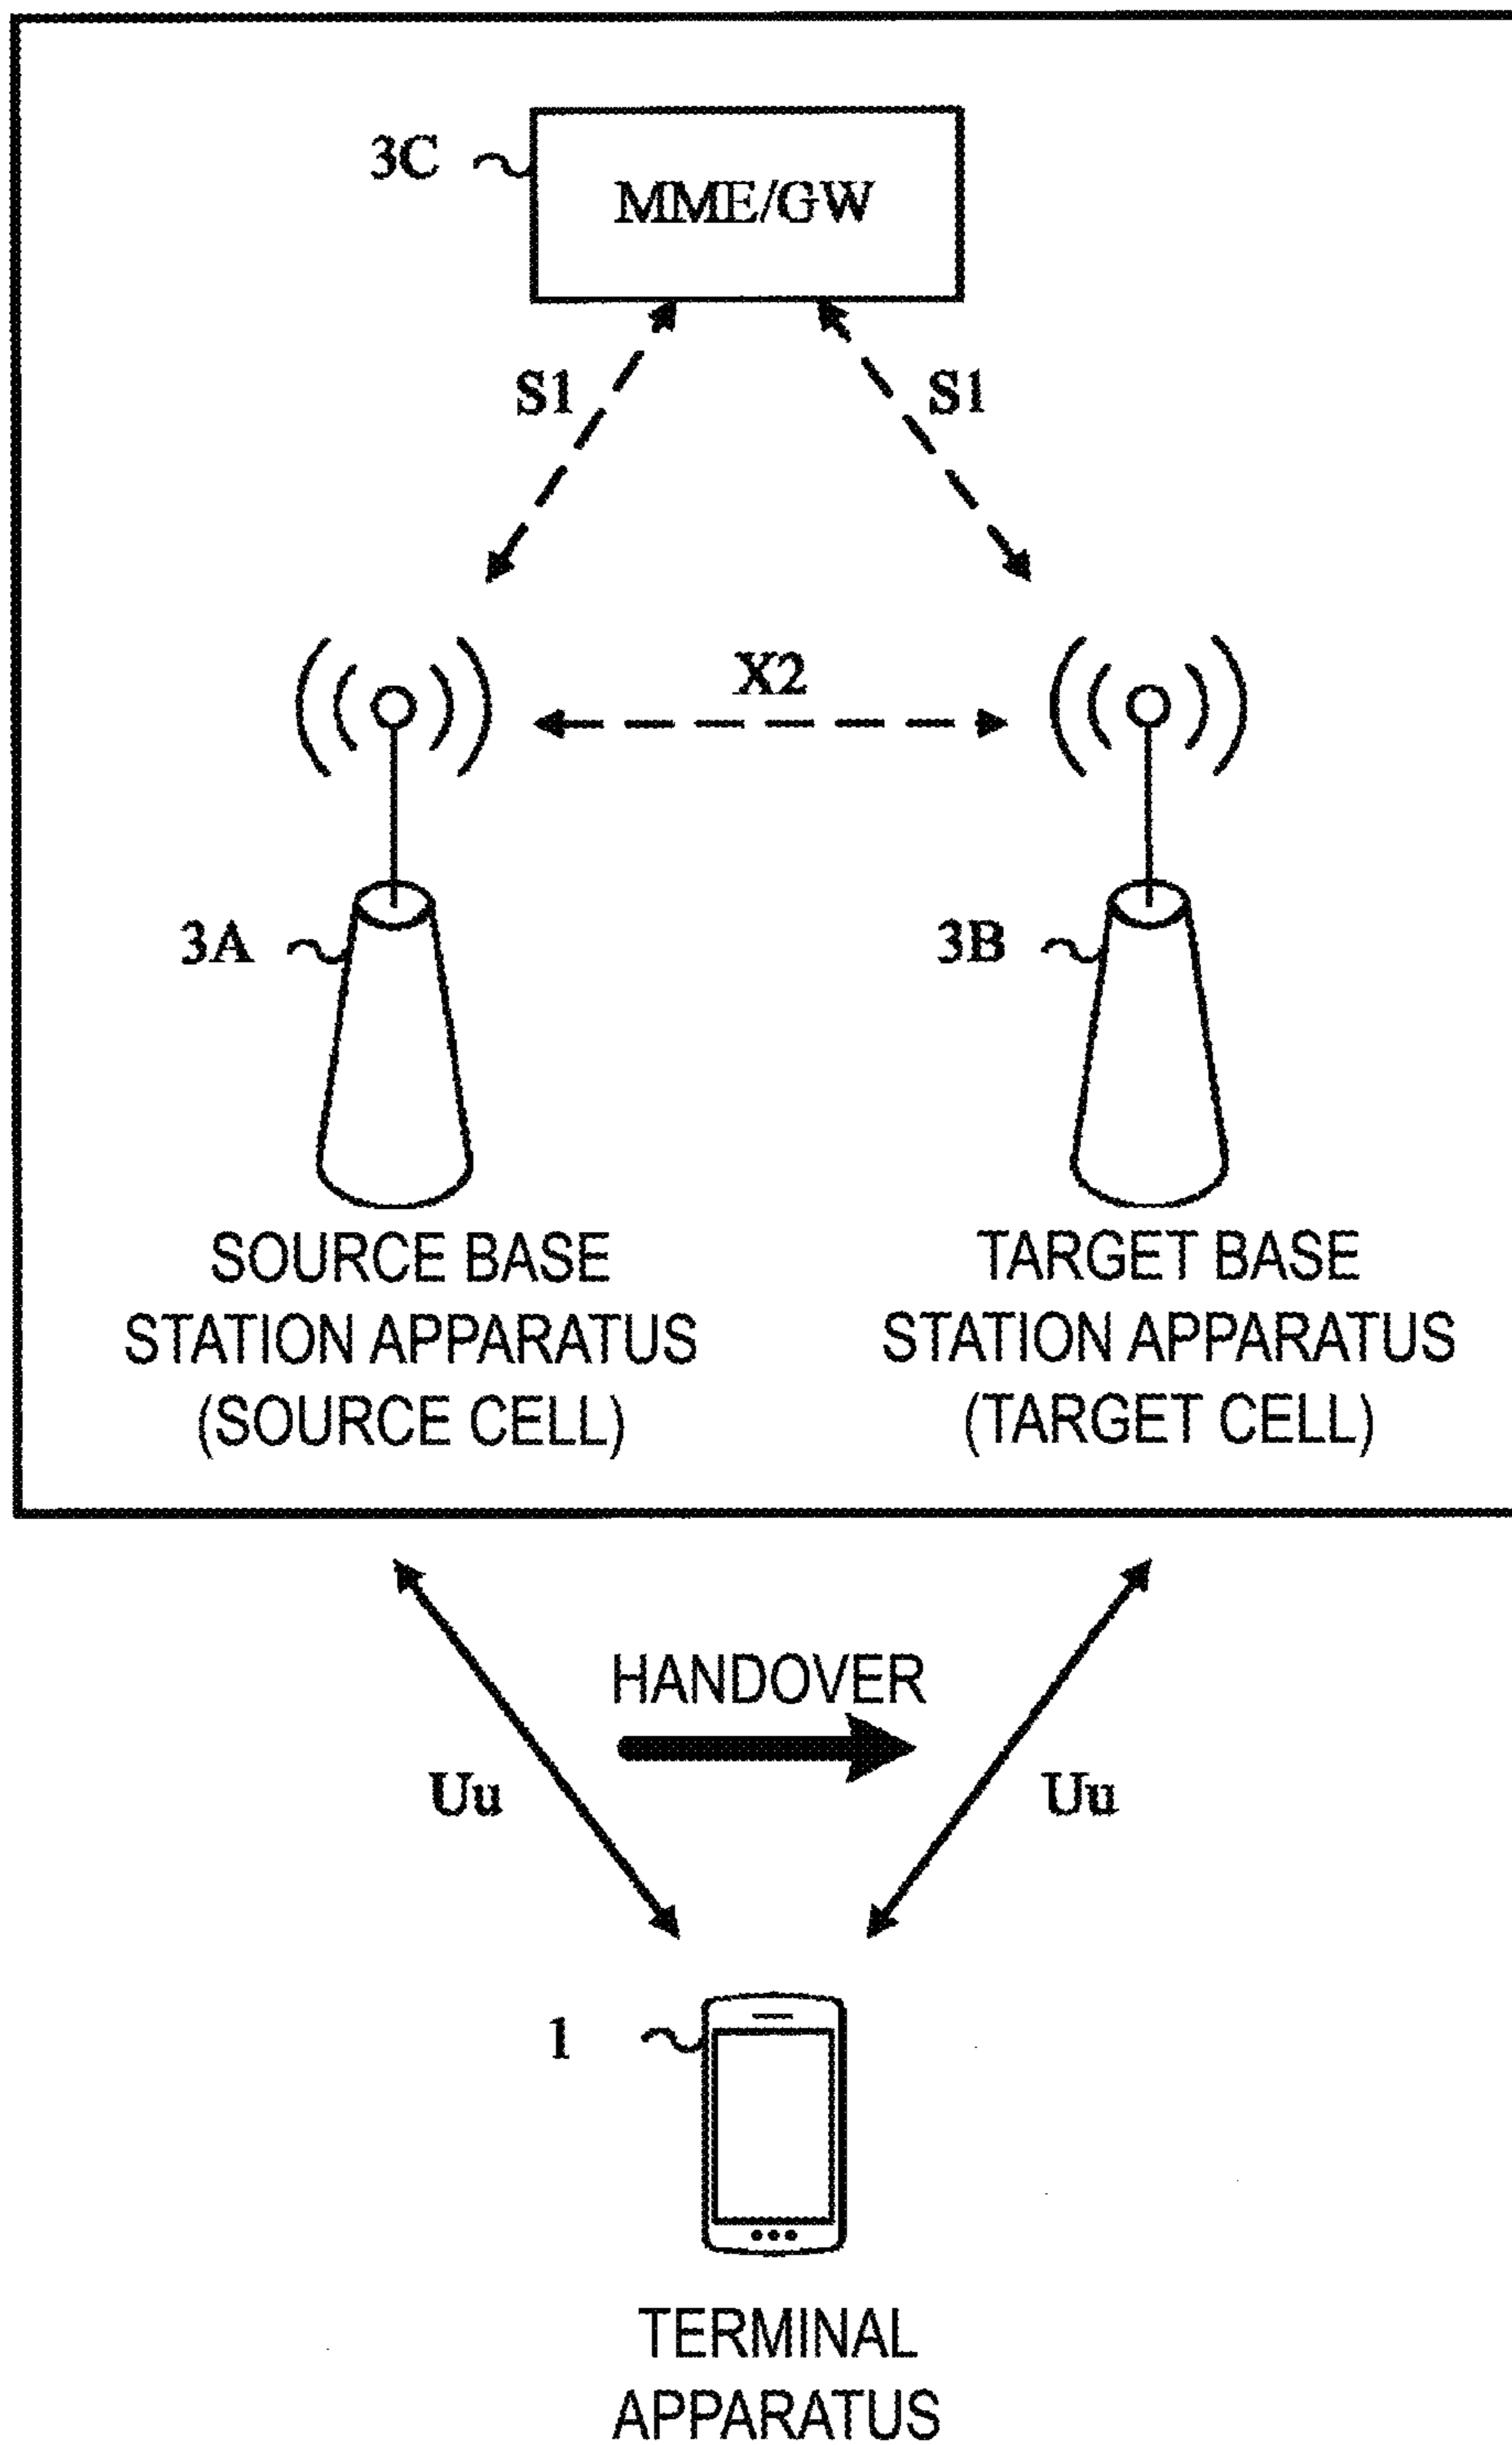 3C
MME/GW
S1
S1
X2
3A
3B
SOURCE BASE
STATION APPARATUS
(SOURCE CELL)
TARGET BASE
STATION APPARATUS
(TARGET CELL)
HANDOVER
Uu
Uu
1
TERMINAL
APPARATUS